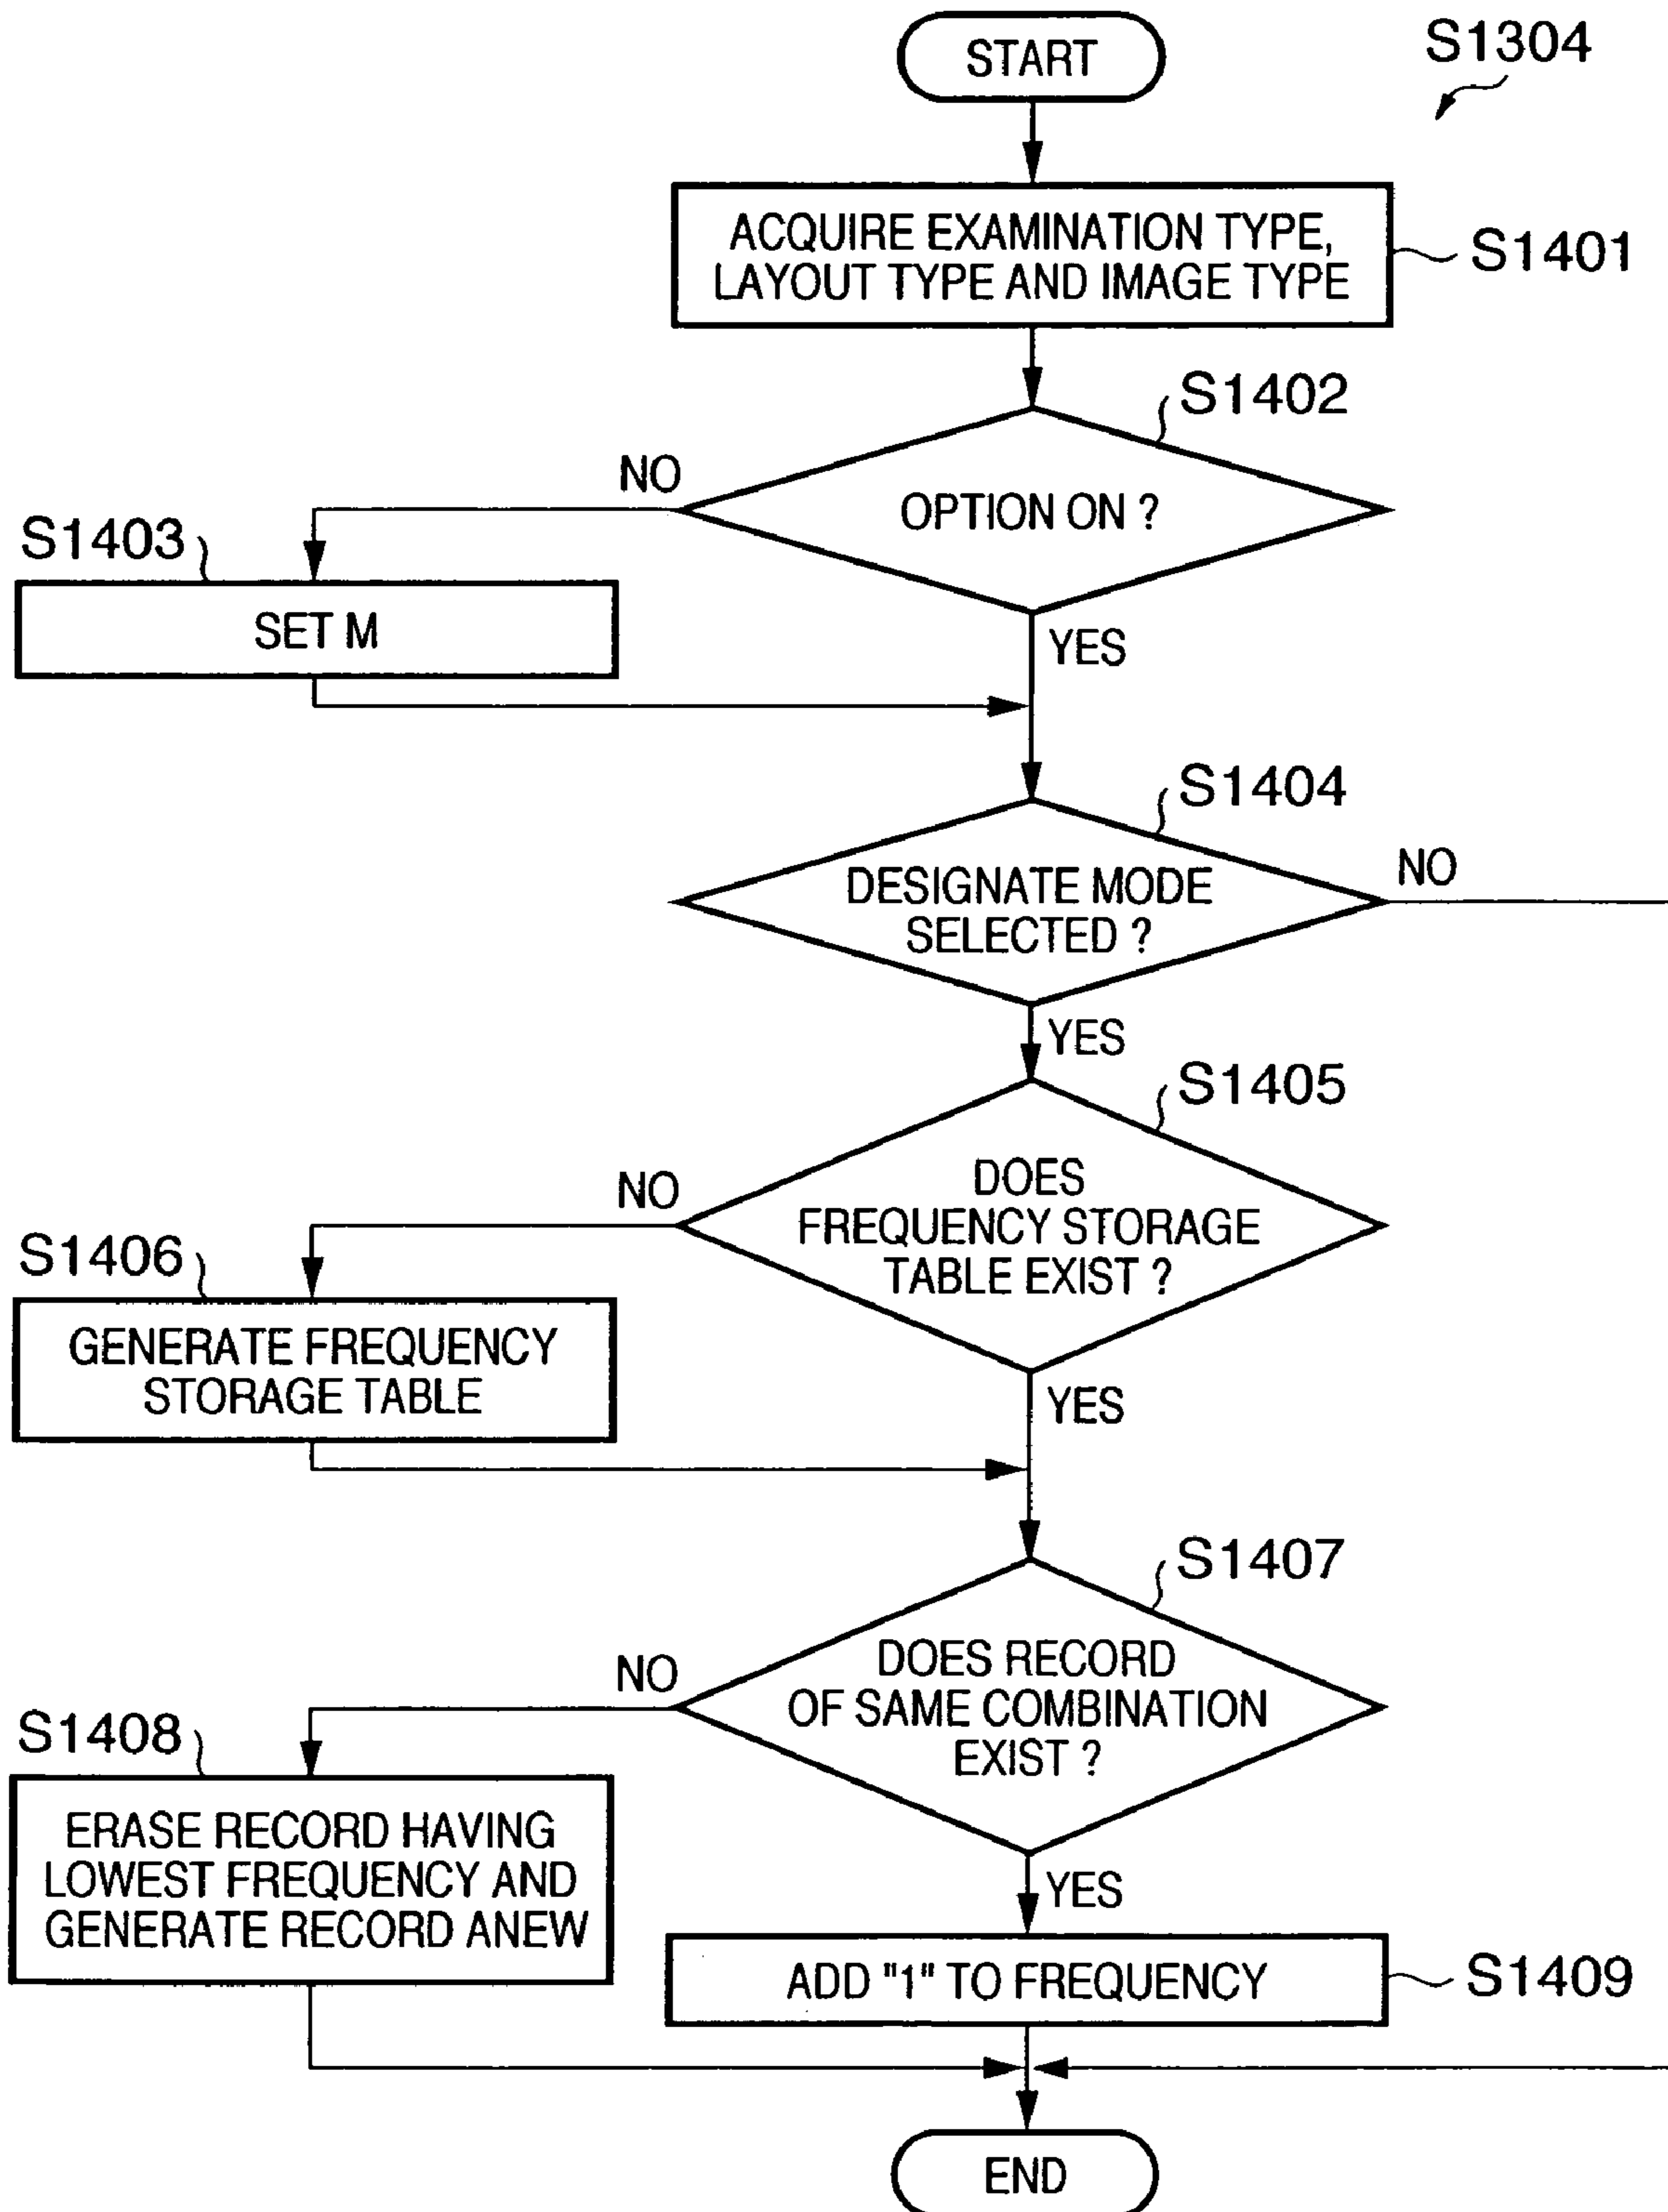 START
S1304
ACQUIRE EXAMINATION TYPE,
LAYOUT TYPE AND IMAGE TYPE
S1401
S1402
NO
OPTION ON ?
S1403
SET M
YES
S1404
NO
DESIGNATE MODE
SELECTED ?
YES
S1405
NO
DOES
FREQUENCY STORAGE
TABLE EXIST ?
S1406
GENERATE FREQUENCY
STORAGE TABLE
YES
S1407
NO
DOES RECORD
OF SAME COMBINATION
EXIST ?
S1408
ERASE RECORD HAVING
LOWEST FREQUENCY AND
GENERATE RECORD ANEW
YES
ADD "1" TO FREQUENCY
S1409
END